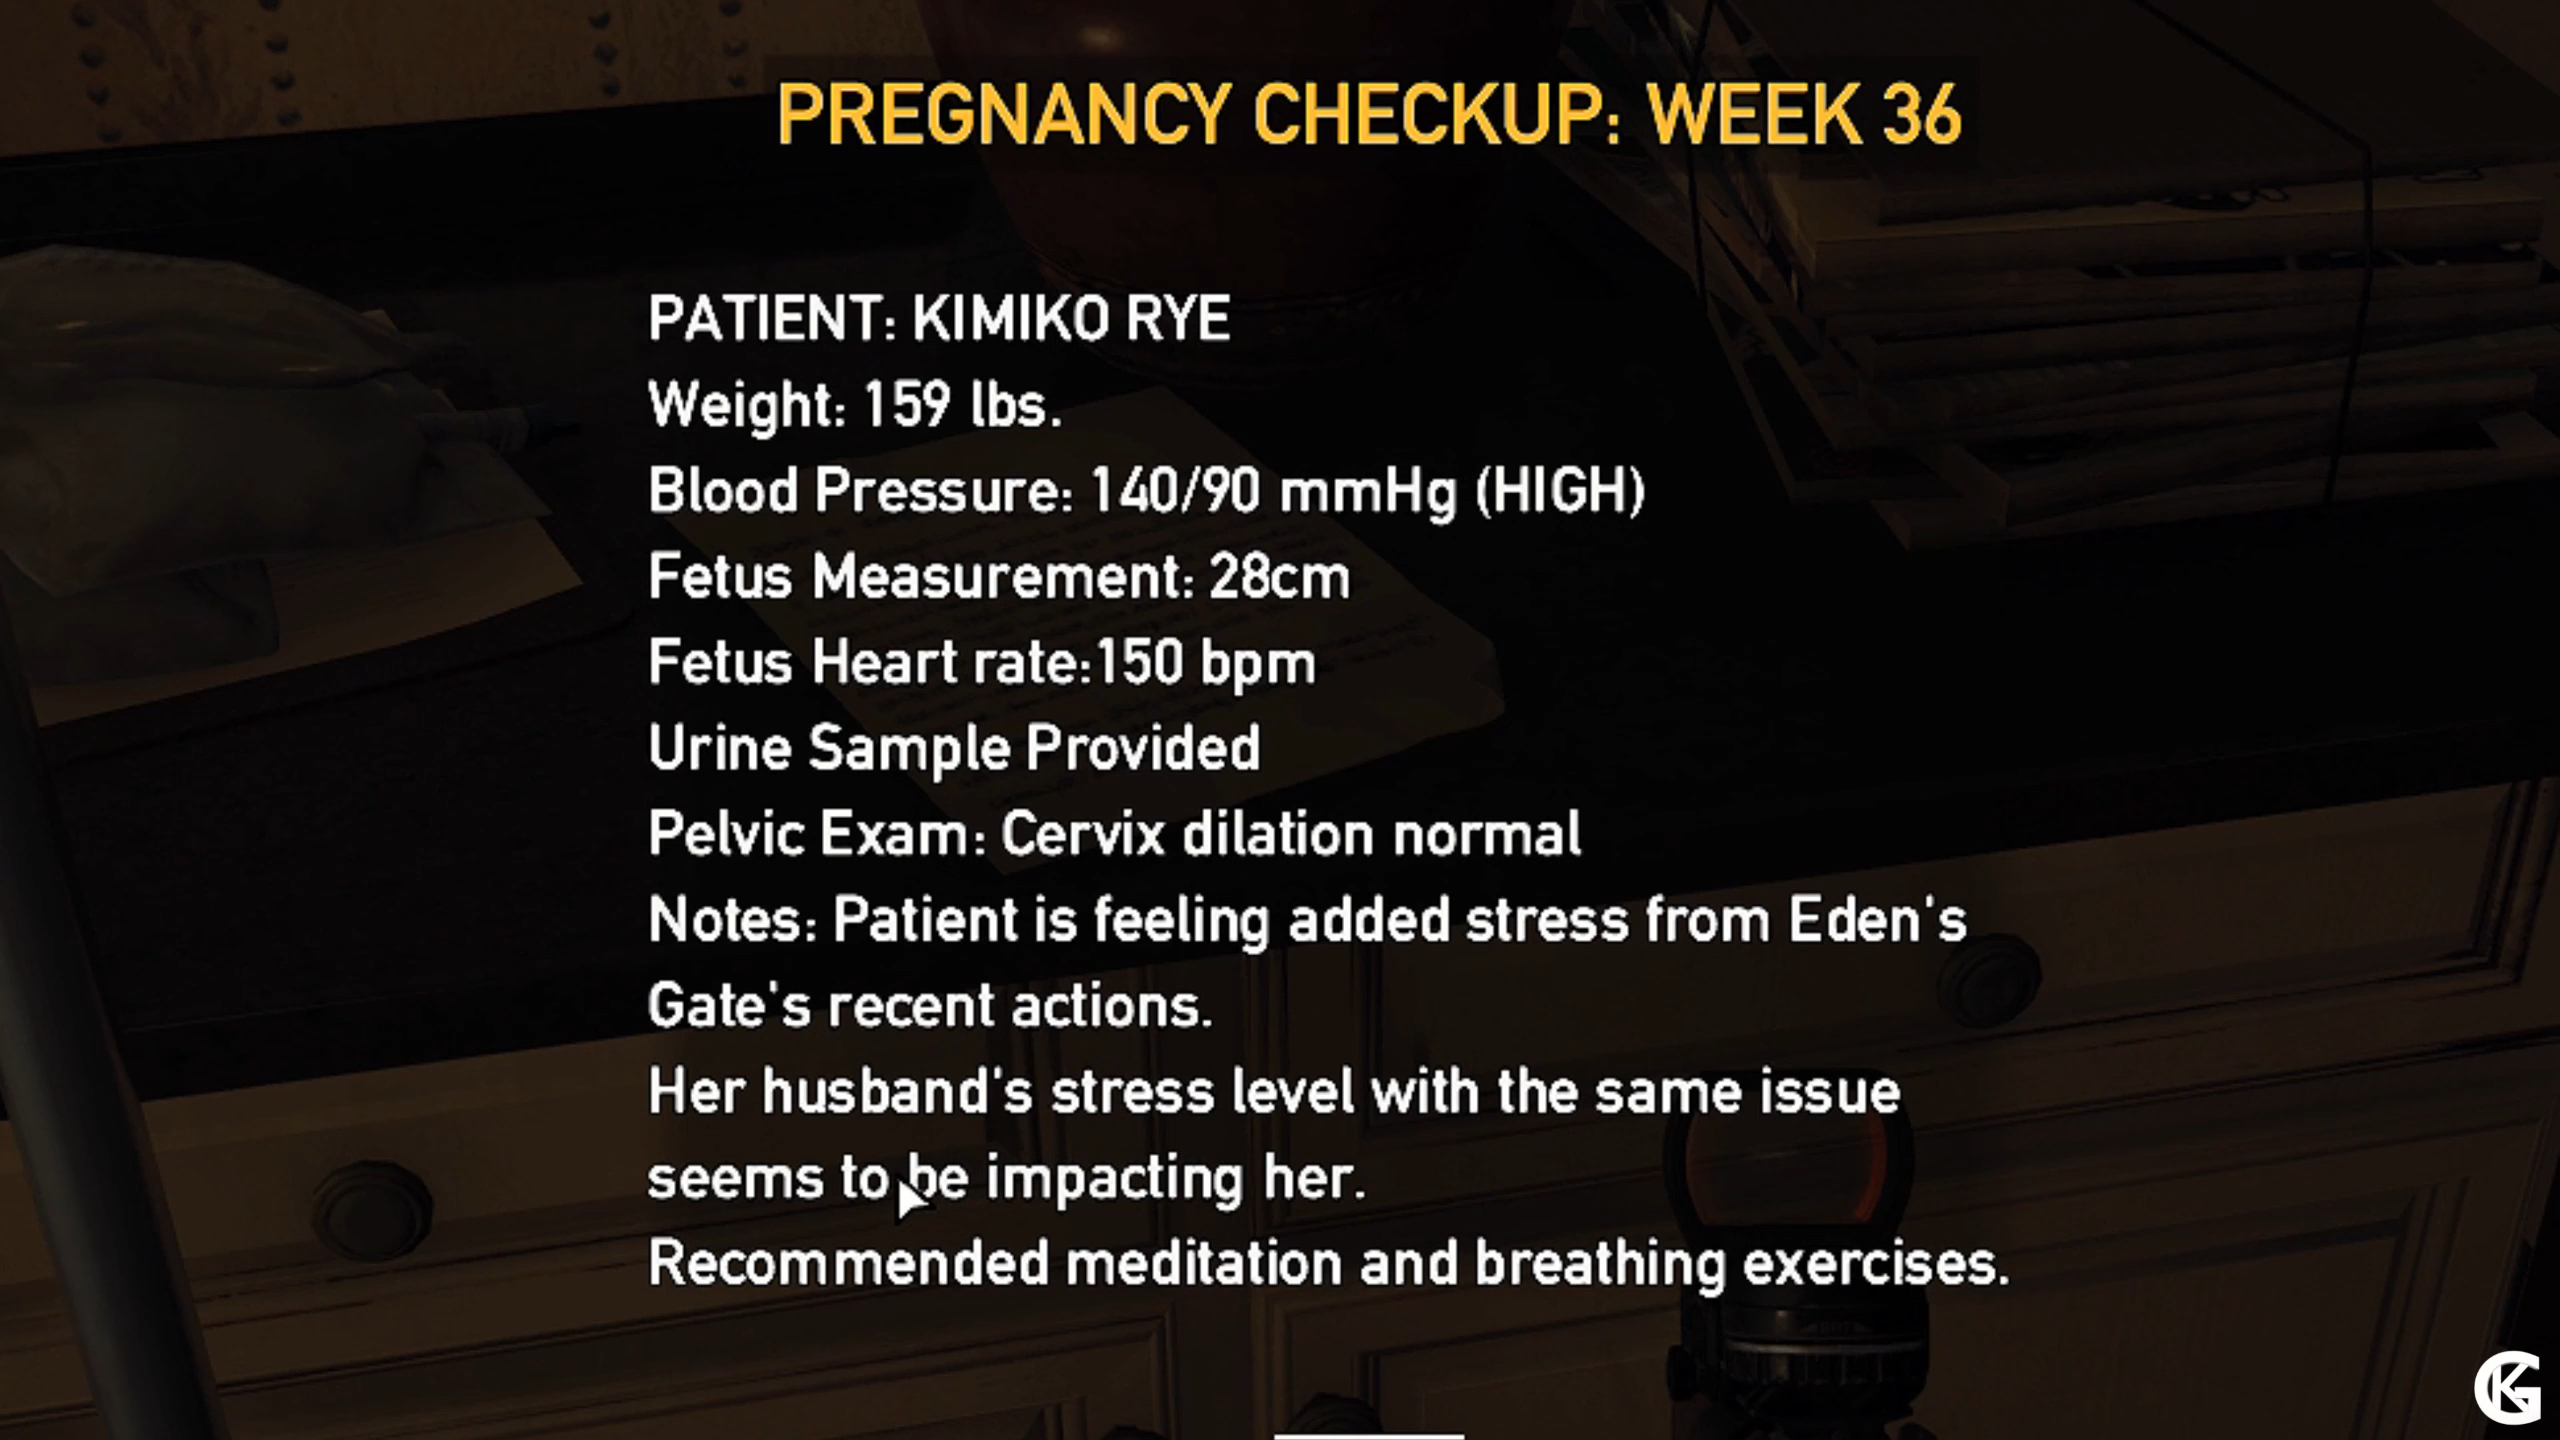 PREGNANCY CHECKUP: WEEK 36
PATIENT: KIMIKO RYE
Weight: 159 lbs.
Blood Pressure: 140/90 mmHg (HIGH)
Fetus Measurement: 28cm
Fetus Heart rate:150 bpm
Urine Sample Provided
Pelvic Exam: Cervix dilation normal
Notes: Patient is feeling added stress from Eden's
Gate's recent actions.
Her husband's stress level with the same issue
seems to be impacting her.
Recommended meditation and breathing exercises.